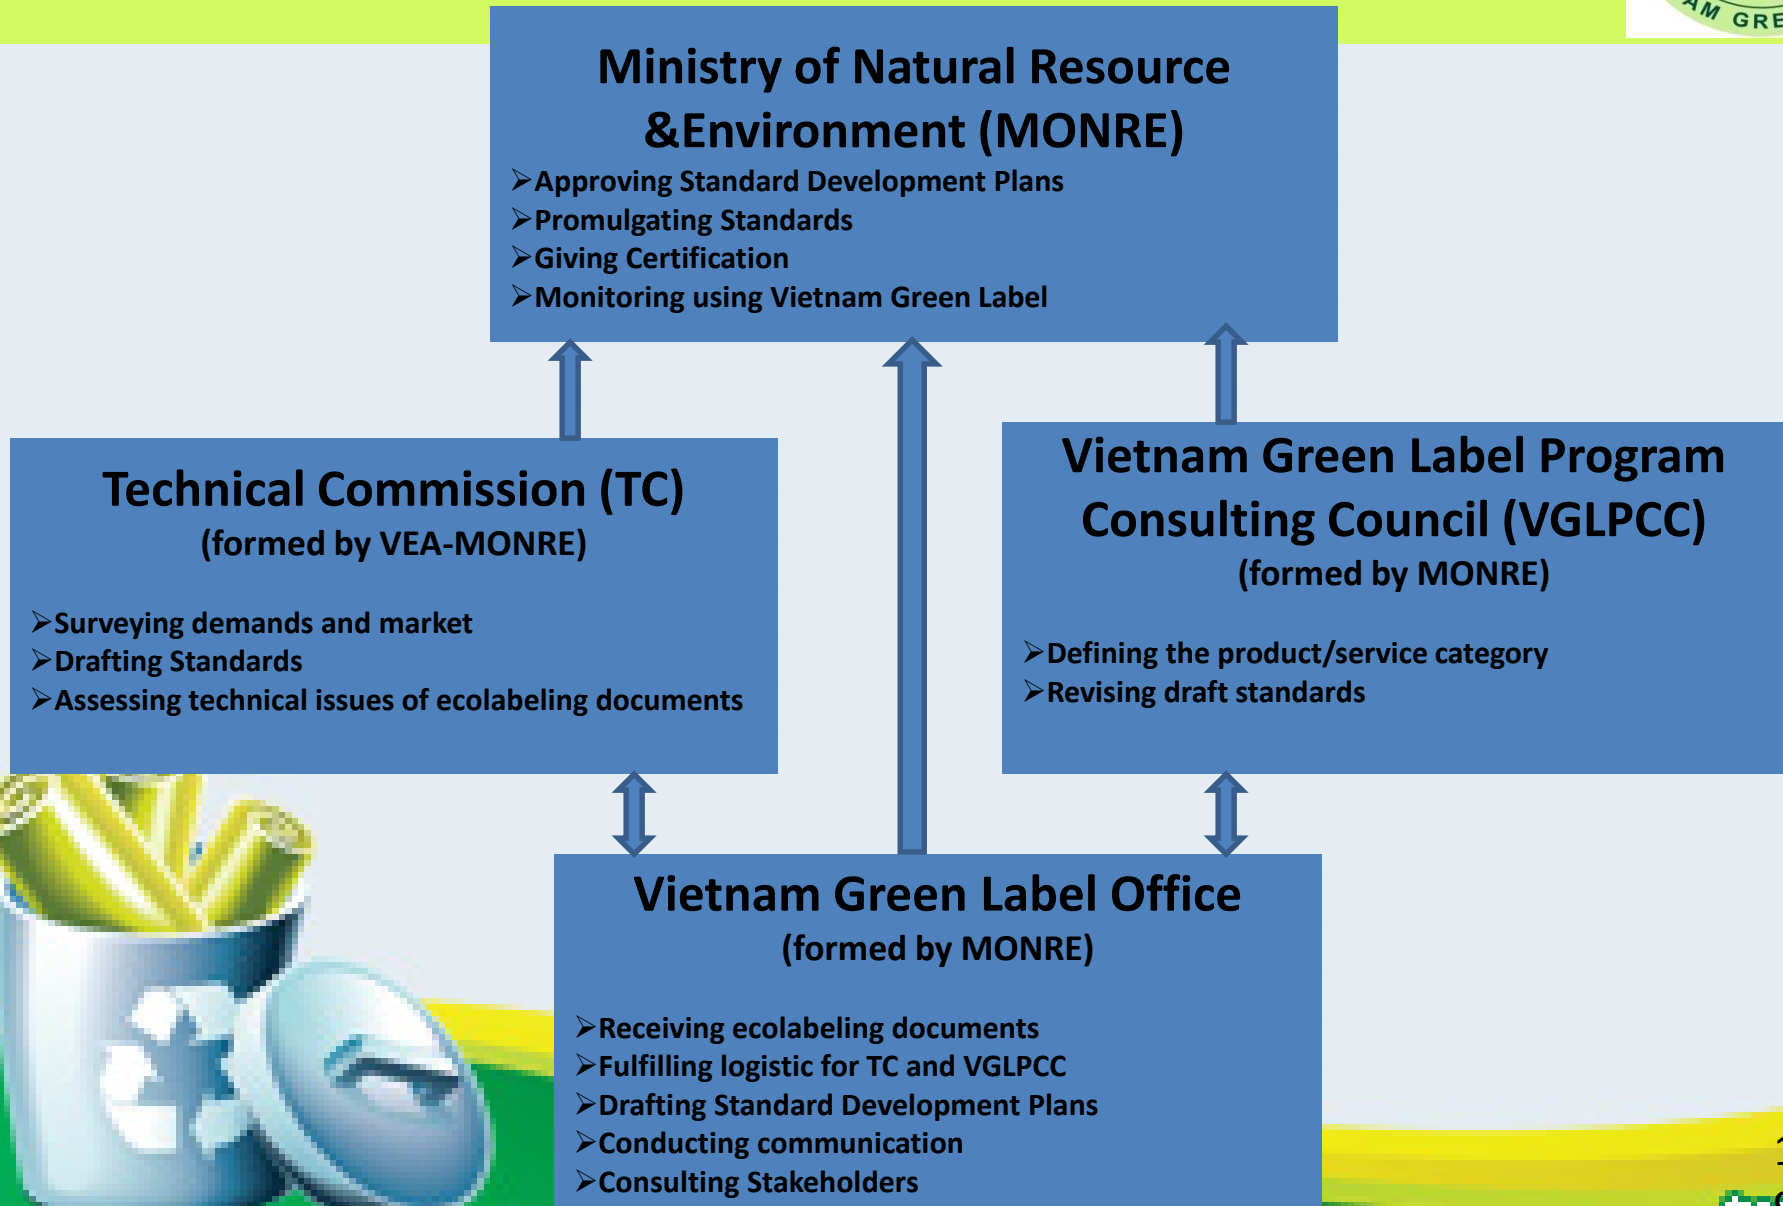 AM GRE
Ministry of Natural Resource
&Environment (MONRE)
➢Approving Standard Development Plans
➢Promulgating Standards
➢Giving Certification
➢Monitoring using Vietnam Green Label
Technical Commission (TC)
(formed by VEA-MONRE)
➢Surveying demands and market
➢Drafting Standards
➢Assessing technical issues of ecolabeling documents
Vietnam Green Label Program
Consulting Council (VGLPCC)
(formed by MONRE)
➢Defining the product/service category
➢Revising draft standards
Vietnam Green Label Office
(formed by MONRE)
➢Receiving ecolabeling documents
➢Fulfilling logistic for TC and VGLPCC
➢Drafting Standard Development Plans
➢Conducting communication
➢Consulting Stakeholders